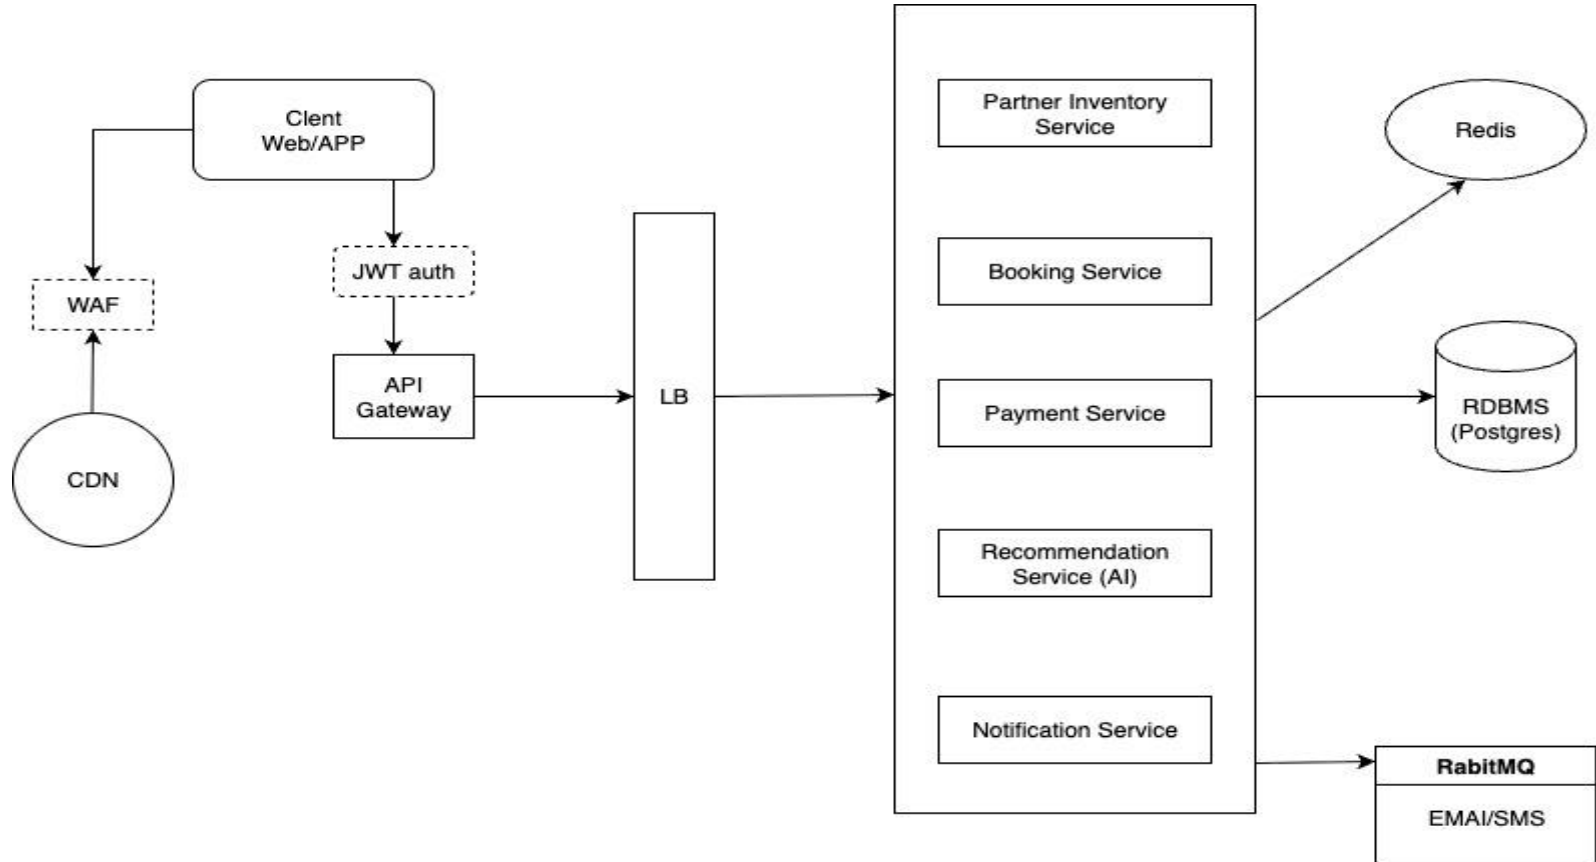 Clent
Web/APP
WAF
CDN
JWT auth
API
Gateway
LB
Partner Inventory
Service
Booking Service
Payment Service
Recommendation
Service (AI)
Notification Service
Redis
RDBMS
(Postgres)
RabitMQ
EMAI/SMS